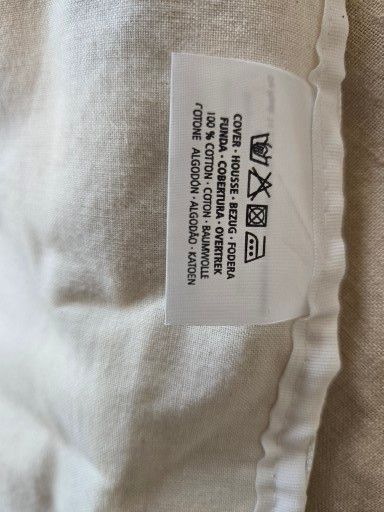 COVER · HOUSSE · BEZUG · FODERA
FUNDA · COBERTURA · OVERTREK
100 % COTTON · COTON · BAUMWOLLE
COTONE · ALGODÓN · ALGODÃO · KATOEN